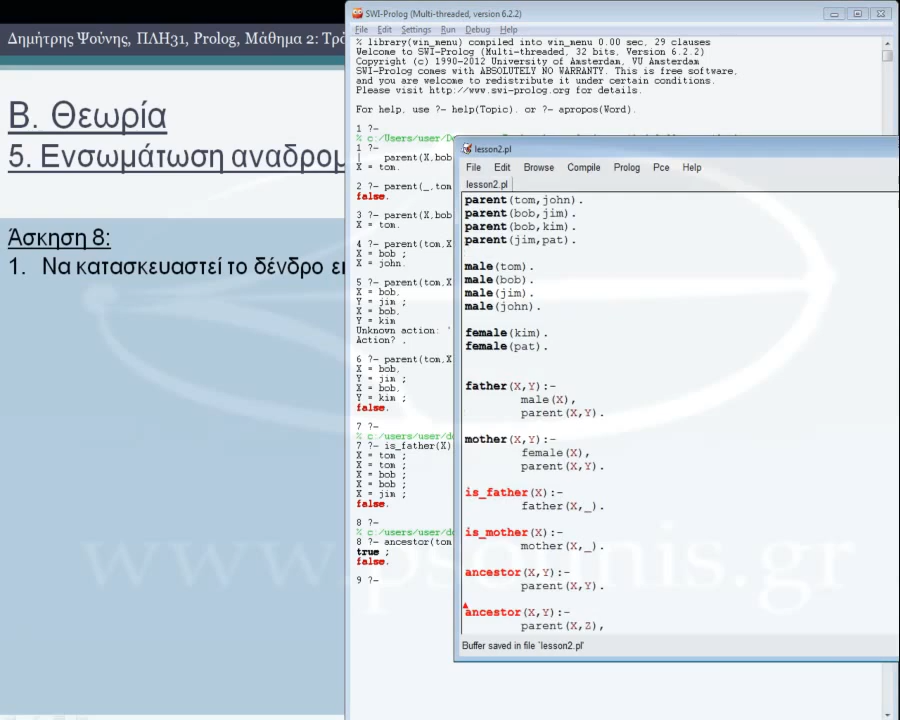 Δημήτρης Ψούνης, ΠΛΗ31, Prolog, Μάθημα 2: Τρό
Β. Θεωρία
5. Ενσωμάτωση αναδρομ
Άσκηση 8:
1. Να κατασκευαστεί το δένδρο
SWI-Prolog (Multi-threaded, version 6.2.2)
File Edit Settings Run Debug Help
% library(win_menu) compiled into win_menu 0.00 sec, 29 clauses
Welcome to SWI-Prolog (Multi-threaded, 32 bits, Version 6.2.2)
Copyright (c) 1990-2012 University of Amsterdam, VU Amsterdam
SWI-Prolog comes with ABSOLUTELY NO WARRANTY. This is free software,
and you are welcome to redistribute it under certain conditions.
Please visit http://www.swi-prolog.org for details.
For help, use ?- help(Topic). or ?- apropos(Word).
1 ?-
% c:/Users/user/De
1 ?-
| parent(X,bob
X = tom.
2 ?- parent(_,tom
false.
3 ?- parent(X,bob
X = tom.
4 ?- parent(tom,X
X = bob ;
X = john.
5 ?- parent(tom,X
X = bob,
Y = jim ;
X = bob,
Y = kim
Unknown action: '
Action? .
6 ?- parent(tom,X
X = bob,
Y = jim ;
X = bob,
Y = kim ;
false.
7 ?-
% c:/users/user/de
7 ?- is_father(X)
X = tom ;
X = tom ;
X = bob ;
X = bob ;
X = jim ;
false.
8 ?-
% c:/users/user/de
8 ?- ancestor(tom
true ;
false.
9 ?-
lesson2.pl
File Edit Browse Compile Prolog Pce Help
lesson2.pl
parent(tom,john).
parent(bob,jim).
parent(bob,kim).
parent(jim,pat).
male(tom).
male(bob).
male(jim).
male(john).
female(kim).
female(pat).
father(X,Y):-
male(X),
parent(X,Y).
mother(X,Y):-
female(X),
parent(X,Y).
is_father(X):-
father(X,_).
is_mother(X):-
mother(X,_).
ancestor(X,Y):-
parent(X,Y).
ancestor(X,Y):-
parent(X,Z),
Buffer saved in file `lesson2.pl'
www.psounis.gr